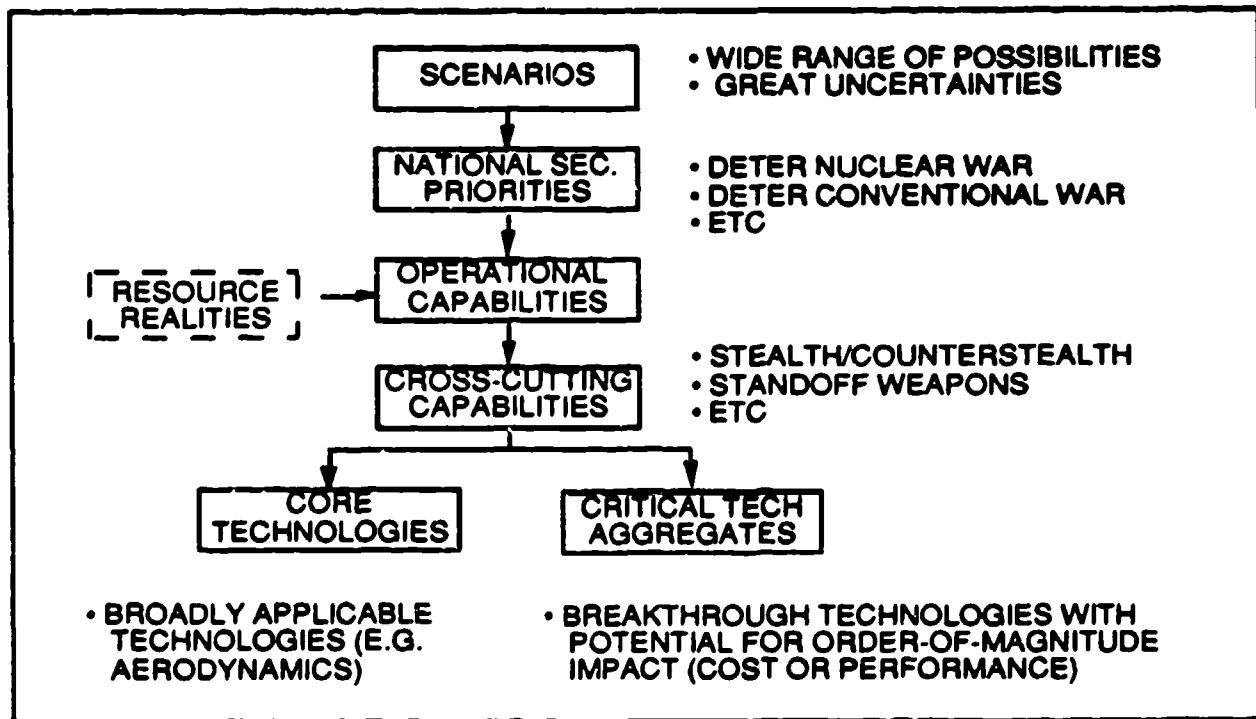 SCENARIOS
• WIDE RANGE OF POSSIBILITIES
• GREAT UNCERTAINTIES
NATIONAL SEC.
PRIORITIES
• DETER NUCLEAR WAR
• DETER CONVENTIONAL WAR
• ETC
RESOURCE
REALITIES
OPERATIONAL
CAPABILITIES
CROSS-CUTTING
CAPABILITIES
• STEALTH/COUNTERSTEALTH
• STANDOFF WEAPONS
• ETC
CORE
TECHNOLOGIES
CRITICAL TECH
AGGREGATES
• BROADLY APPLICABLE
TECHNOLOGIES (E.G.
AERODYNAMICS)
• BREAKTHROUGH TECHNOLOGIES WITH
POTENTIAL FOR ORDER-OF-MAGNITUDE
IMPACT (COST OR PERFORMANCE)